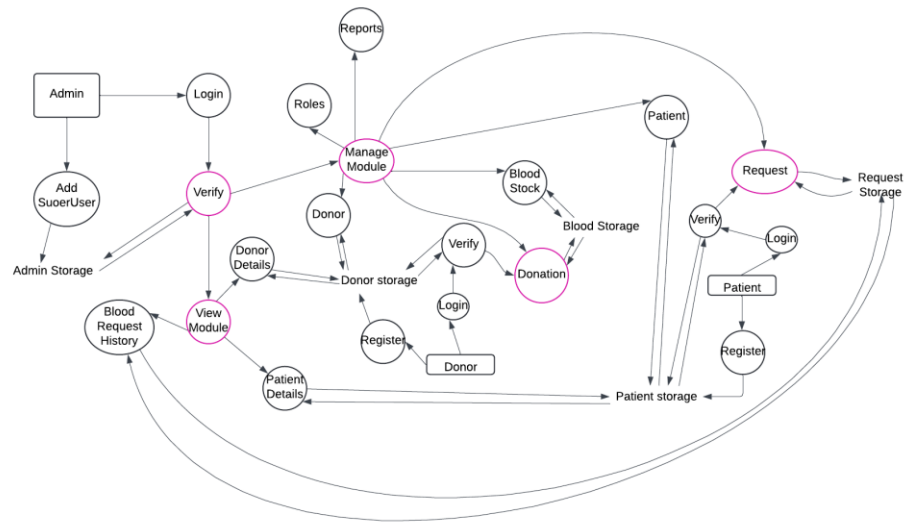 Reports
Admin
Login
Roles
Patient
Manage
Module
Blood
Stock
Request
Request
Storage
Add
SuoerUser
Verify
Donor
Verify
Blood Storage
Login
Donor
Details
Verify
Donation
Admin Storage
Donor storage
Patient
Blood
Request
History
View
Module
Login
Register
Donor
Register
Patient
Details
Patient storage